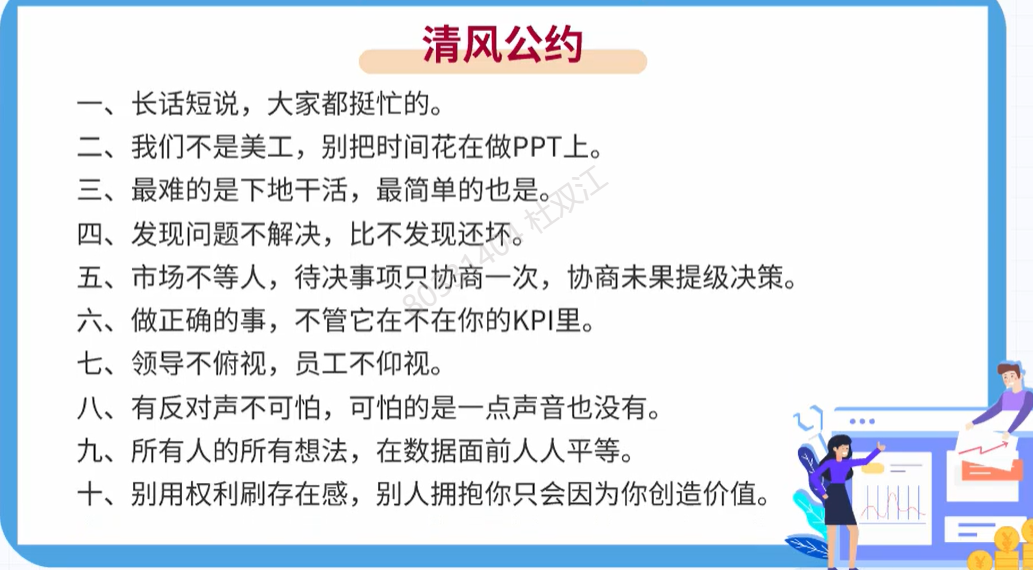 清风公约
一、长话短说，大家都挺忙的。
二、我们不是美工，别把时间花在做PPT上。
三、最难的是下地干活，最简单的也是。
四、发现问题不解决，比不发现还坏。
五、市场不等人，待决事项只协商一次，协商未果提级决策。
六、做正确的事，不管它在不在你的KPI里。
七、领导不俯视，员工不仰视。
八、有反对声不可怕，可怕的是一点声音也没有。
九、所有人的所有想法，在数据面前人人平等。
十、别用权利刷存在感，别人拥抱你只会因为你创造价值。
杜双江